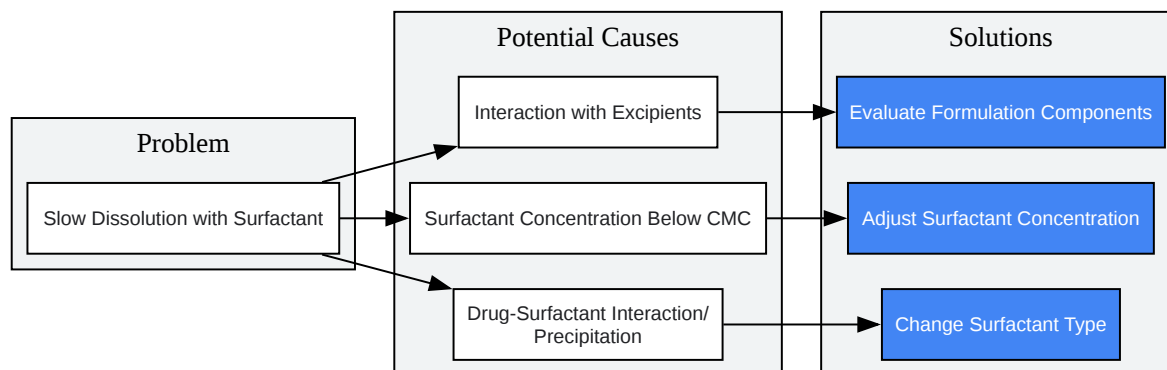 Problem
Slow Dissolution with Surfactant
Potential Causes
Interaction with Excipients
Surfactant Concentration Below CMC
Drug-Surfactant Interaction/
Precipitation
Solutions
Evaluate Formulation Components
Adjust Surfactant Concentration
Change Surfactant Type